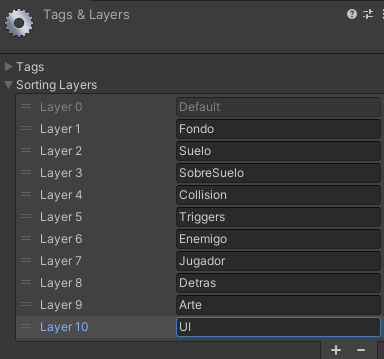 Tags & Layers
Tags
Sorting Layers
Layer 0 Default
Layer 1 Fondo
Layer 2 Suelo
Layer 3 SobreSuelo
Layer 4 Collision
Layer 5 Triggers
Layer 6 Enemigo
Layer 7 Jugador
Layer 8 Detras
Layer 9 Arte
Layer 10 UI